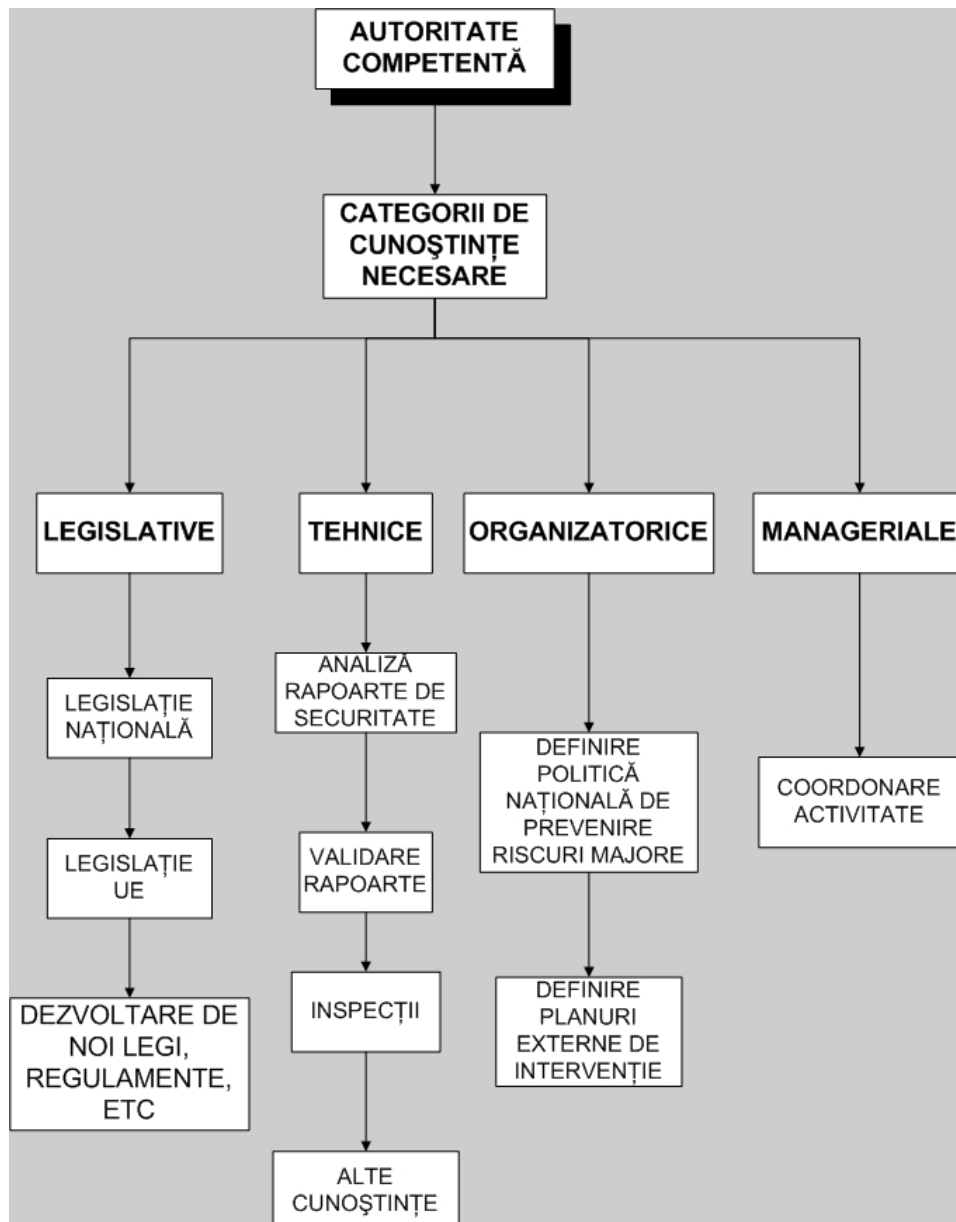 AUTORITATE
COMPETENTĂ
CATEGORII DE
CUNOŞTINȚE
NECESARE
LEGISLATIVE
TEHNICE
ORGANIZATORICE
MANAGERIALE
LEGISLAȚIE
NAȚIONALĂ
LEGISLAȚIE
UE
DEZVOLTARE DE
NOI LEGI,
REGULAMENTE,
ETC
ANALIZĂ
RAPOARTE DE
SECURITATE
VALIDARE
RAPOARTE
INSPECȚII
ALTE
CUNOŞTINȚE
DEFINIRE
POLITICĂ
NAȚIONALĂ DE
PREVENIRE
RISCURI MAJORE
DEFINIRE
PLANURI
EXTERNE DE
INTERVENȚIE
COORDONARE
ACTIVITATE